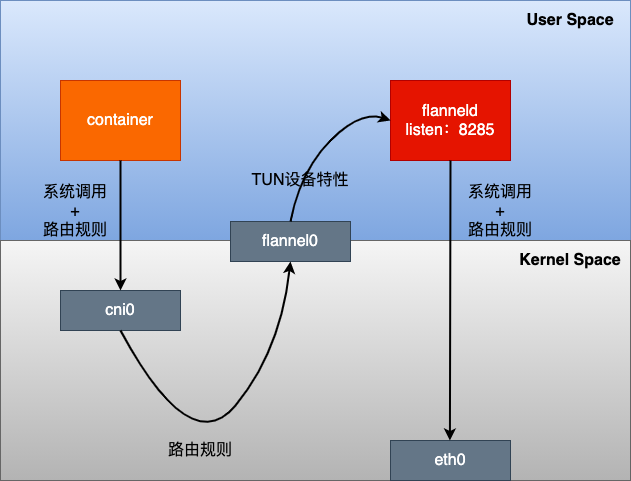 User Space
container
flanneld
listen：8285
系统调用
+
路由规则
TUN设备特性
系统调用
+
路由规则
flannel0
Kernel Space
cni0
路由规则
eth0